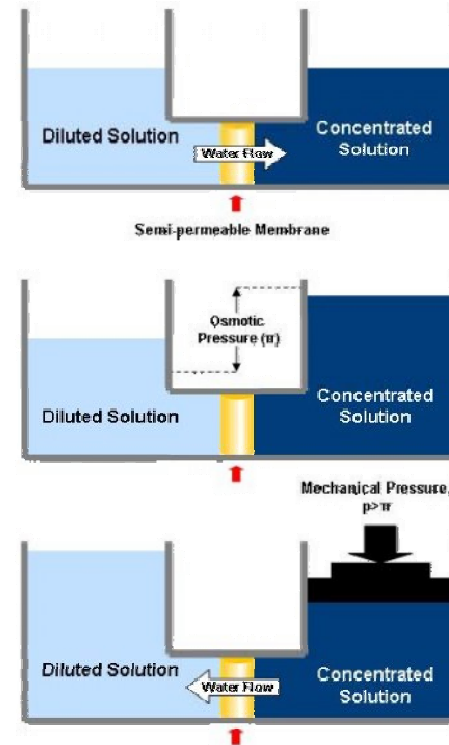 Diluted Solution
Water Flow
Concentrated
Solution
Semi-permeable Membrane
Osmotic
Pressure (π)
Diluted Solution
Concentrated
Solution
Mechanical Pressure,
p>π
Diluted Solution
Water Flow
Concentrated
Solution